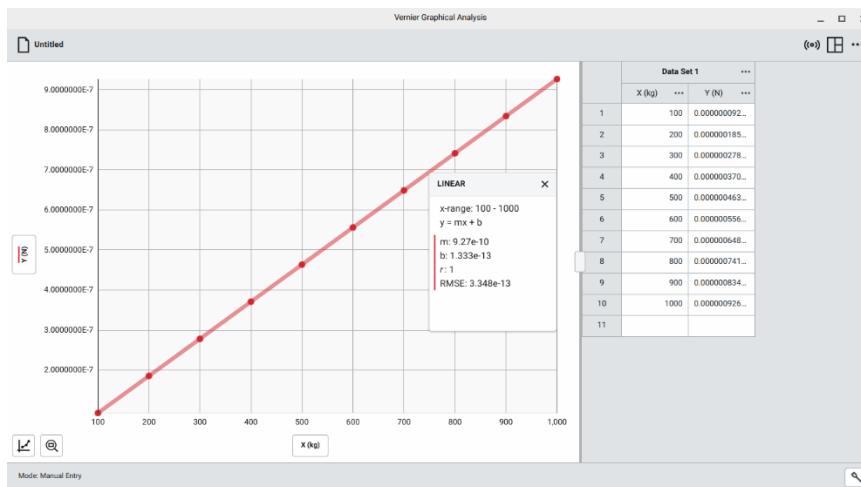 Vernier Graphical Analysis
Untitled
9.0000000E-7
8.0000000E-7
7.0000000E-7
6.0000000E-7
5.0000000E-7
4.0000000E-7
3.0000000E-7
2.0000000E-7
Y (N)
100 200 300 400 500 600 700 800 900 1,000
X (kg)
LINEAR
x-range: 100 - 1000
y = mx + b
m: 9.27e-10
b: 1.333e-13
r: 1
RMSE: 3.348e-13
Data Set 1
X (kg) Y (N)
1 100 0.000000092...
2 200 0.000000185...
3 300 0.000000278...
4 400 0.000000370...
5 500 0.000000463...
6 600 0.000000556...
7 700 0.000000648...
8 800 0.000000741...
9 900 0.000000834...
10 1000 0.000000926...
11
Mode: Manual Entry